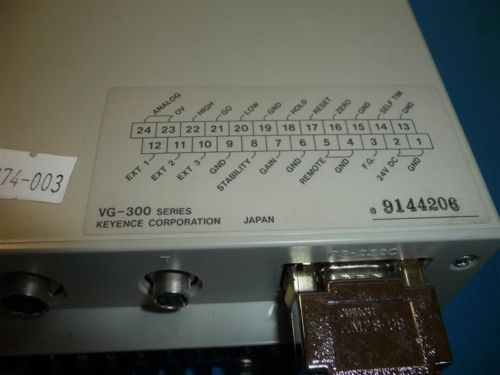 ANALOG
0V HIGH GO LOW GND HOLD GND RESET ZERO GND SELF TIM. GND
24 23 22 21 20 19 18 17 16 15 14 13
12 11 10 9 8 7 6 5 4 3 2 1
EXT 1 EXT 2 EXT 3 GND STABILITY GAIN GND REMOTE GND F.G. 24V DC GND
74-003
VG-300 SERIES
KEYENCE CORPORATION JAPAN
9144206